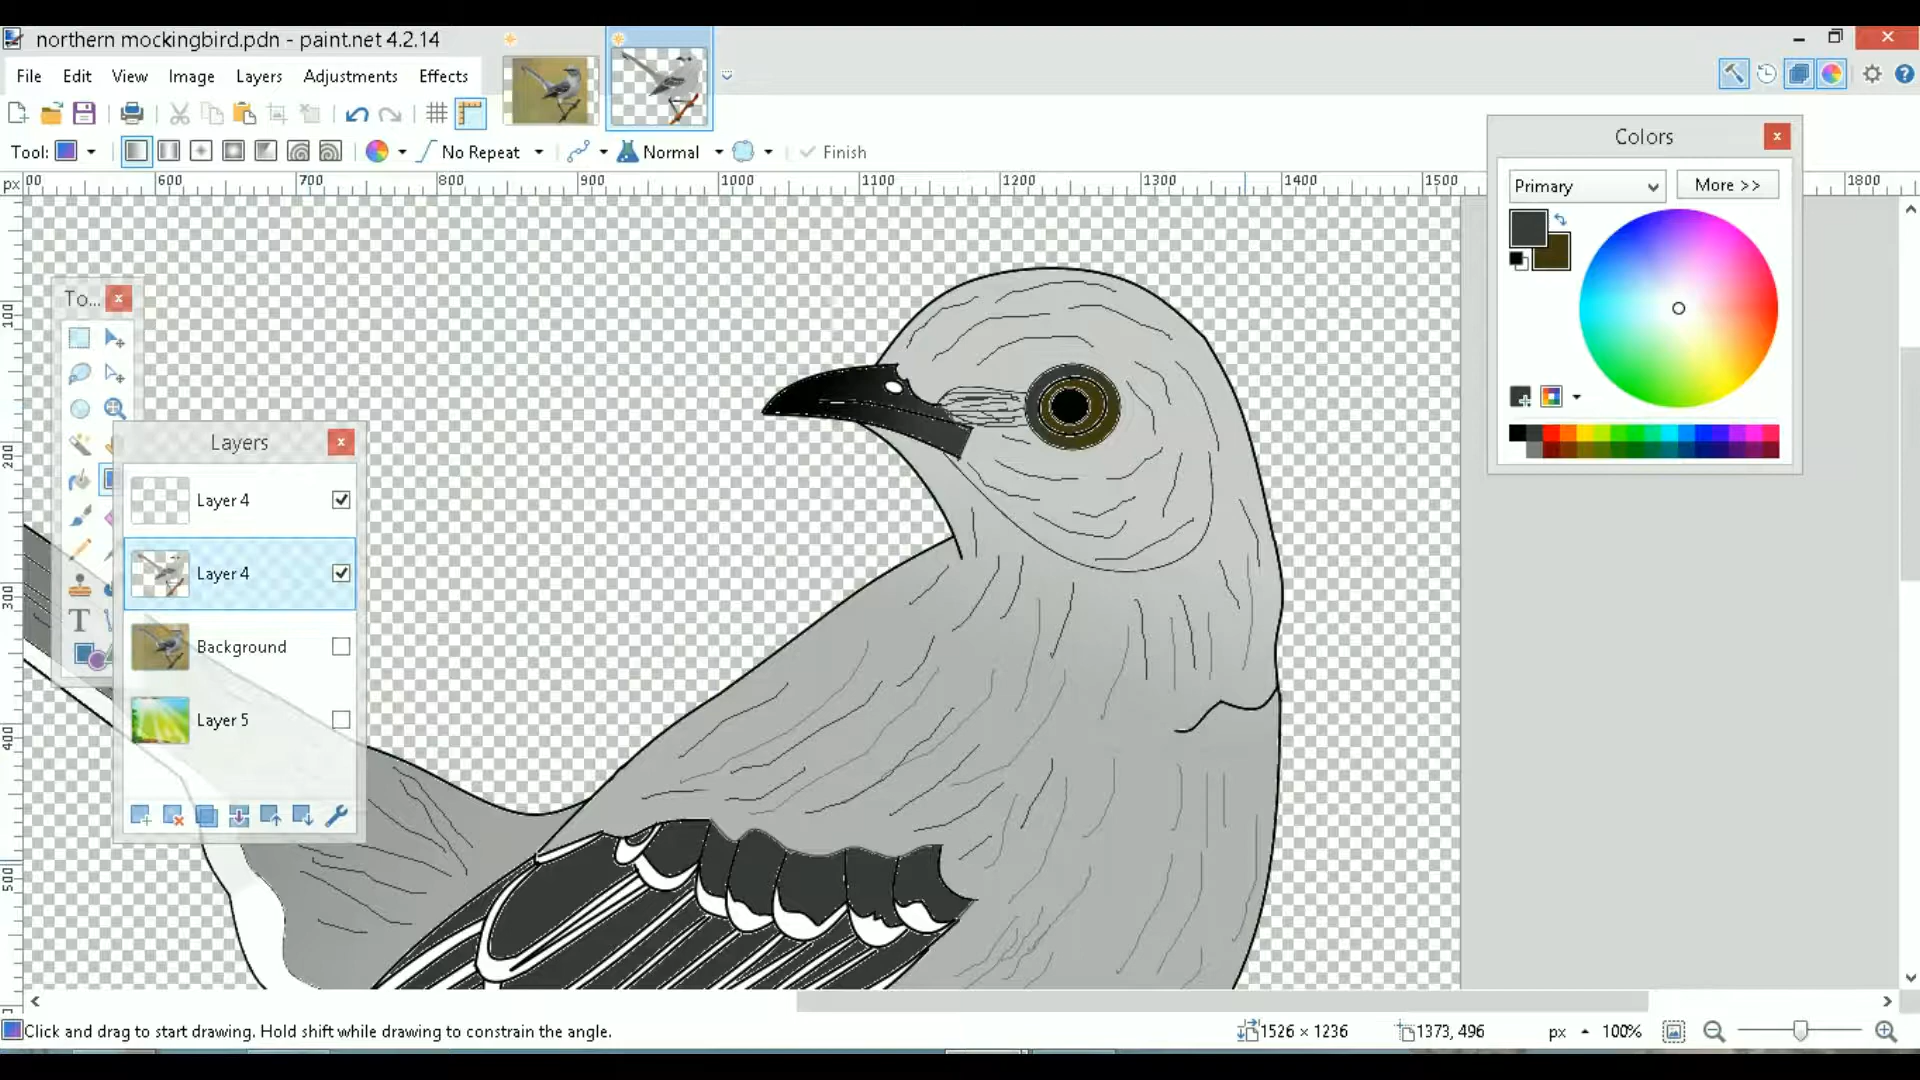 northern mockingbird.pdn - paint.net 4.2.14
File Edit View Image Layers Adjustments Effects
Tool: No Repeat Normal Finish
px 00 600 700 800 900 1000 1100 1200 1300 1400 1500 1800
100
200
300
400
500
Colors
Primary More >>
To...
T
Layers
Layer 4
Layer 4
Background
Layer 5
Click and drag to start drawing. Hold shift while drawing to constrain the angle.
1526 × 1236 1373, 496 px 100%